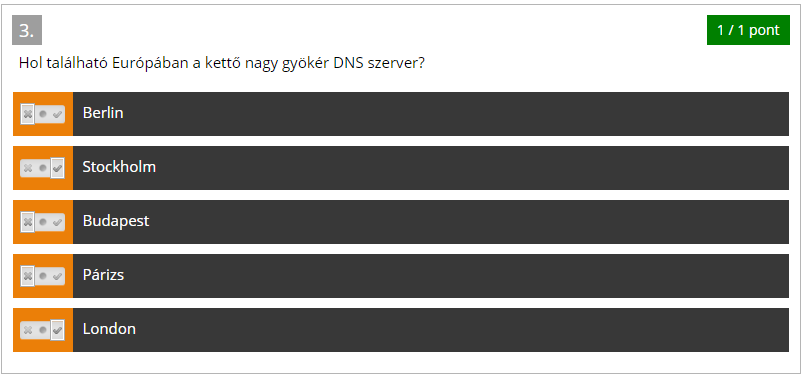 3.
1 / 1 pont
Hol található Európában a kettő nagy gyökér DNS szerver?
Berlin
Stockholm
Budapest
Párizs
London